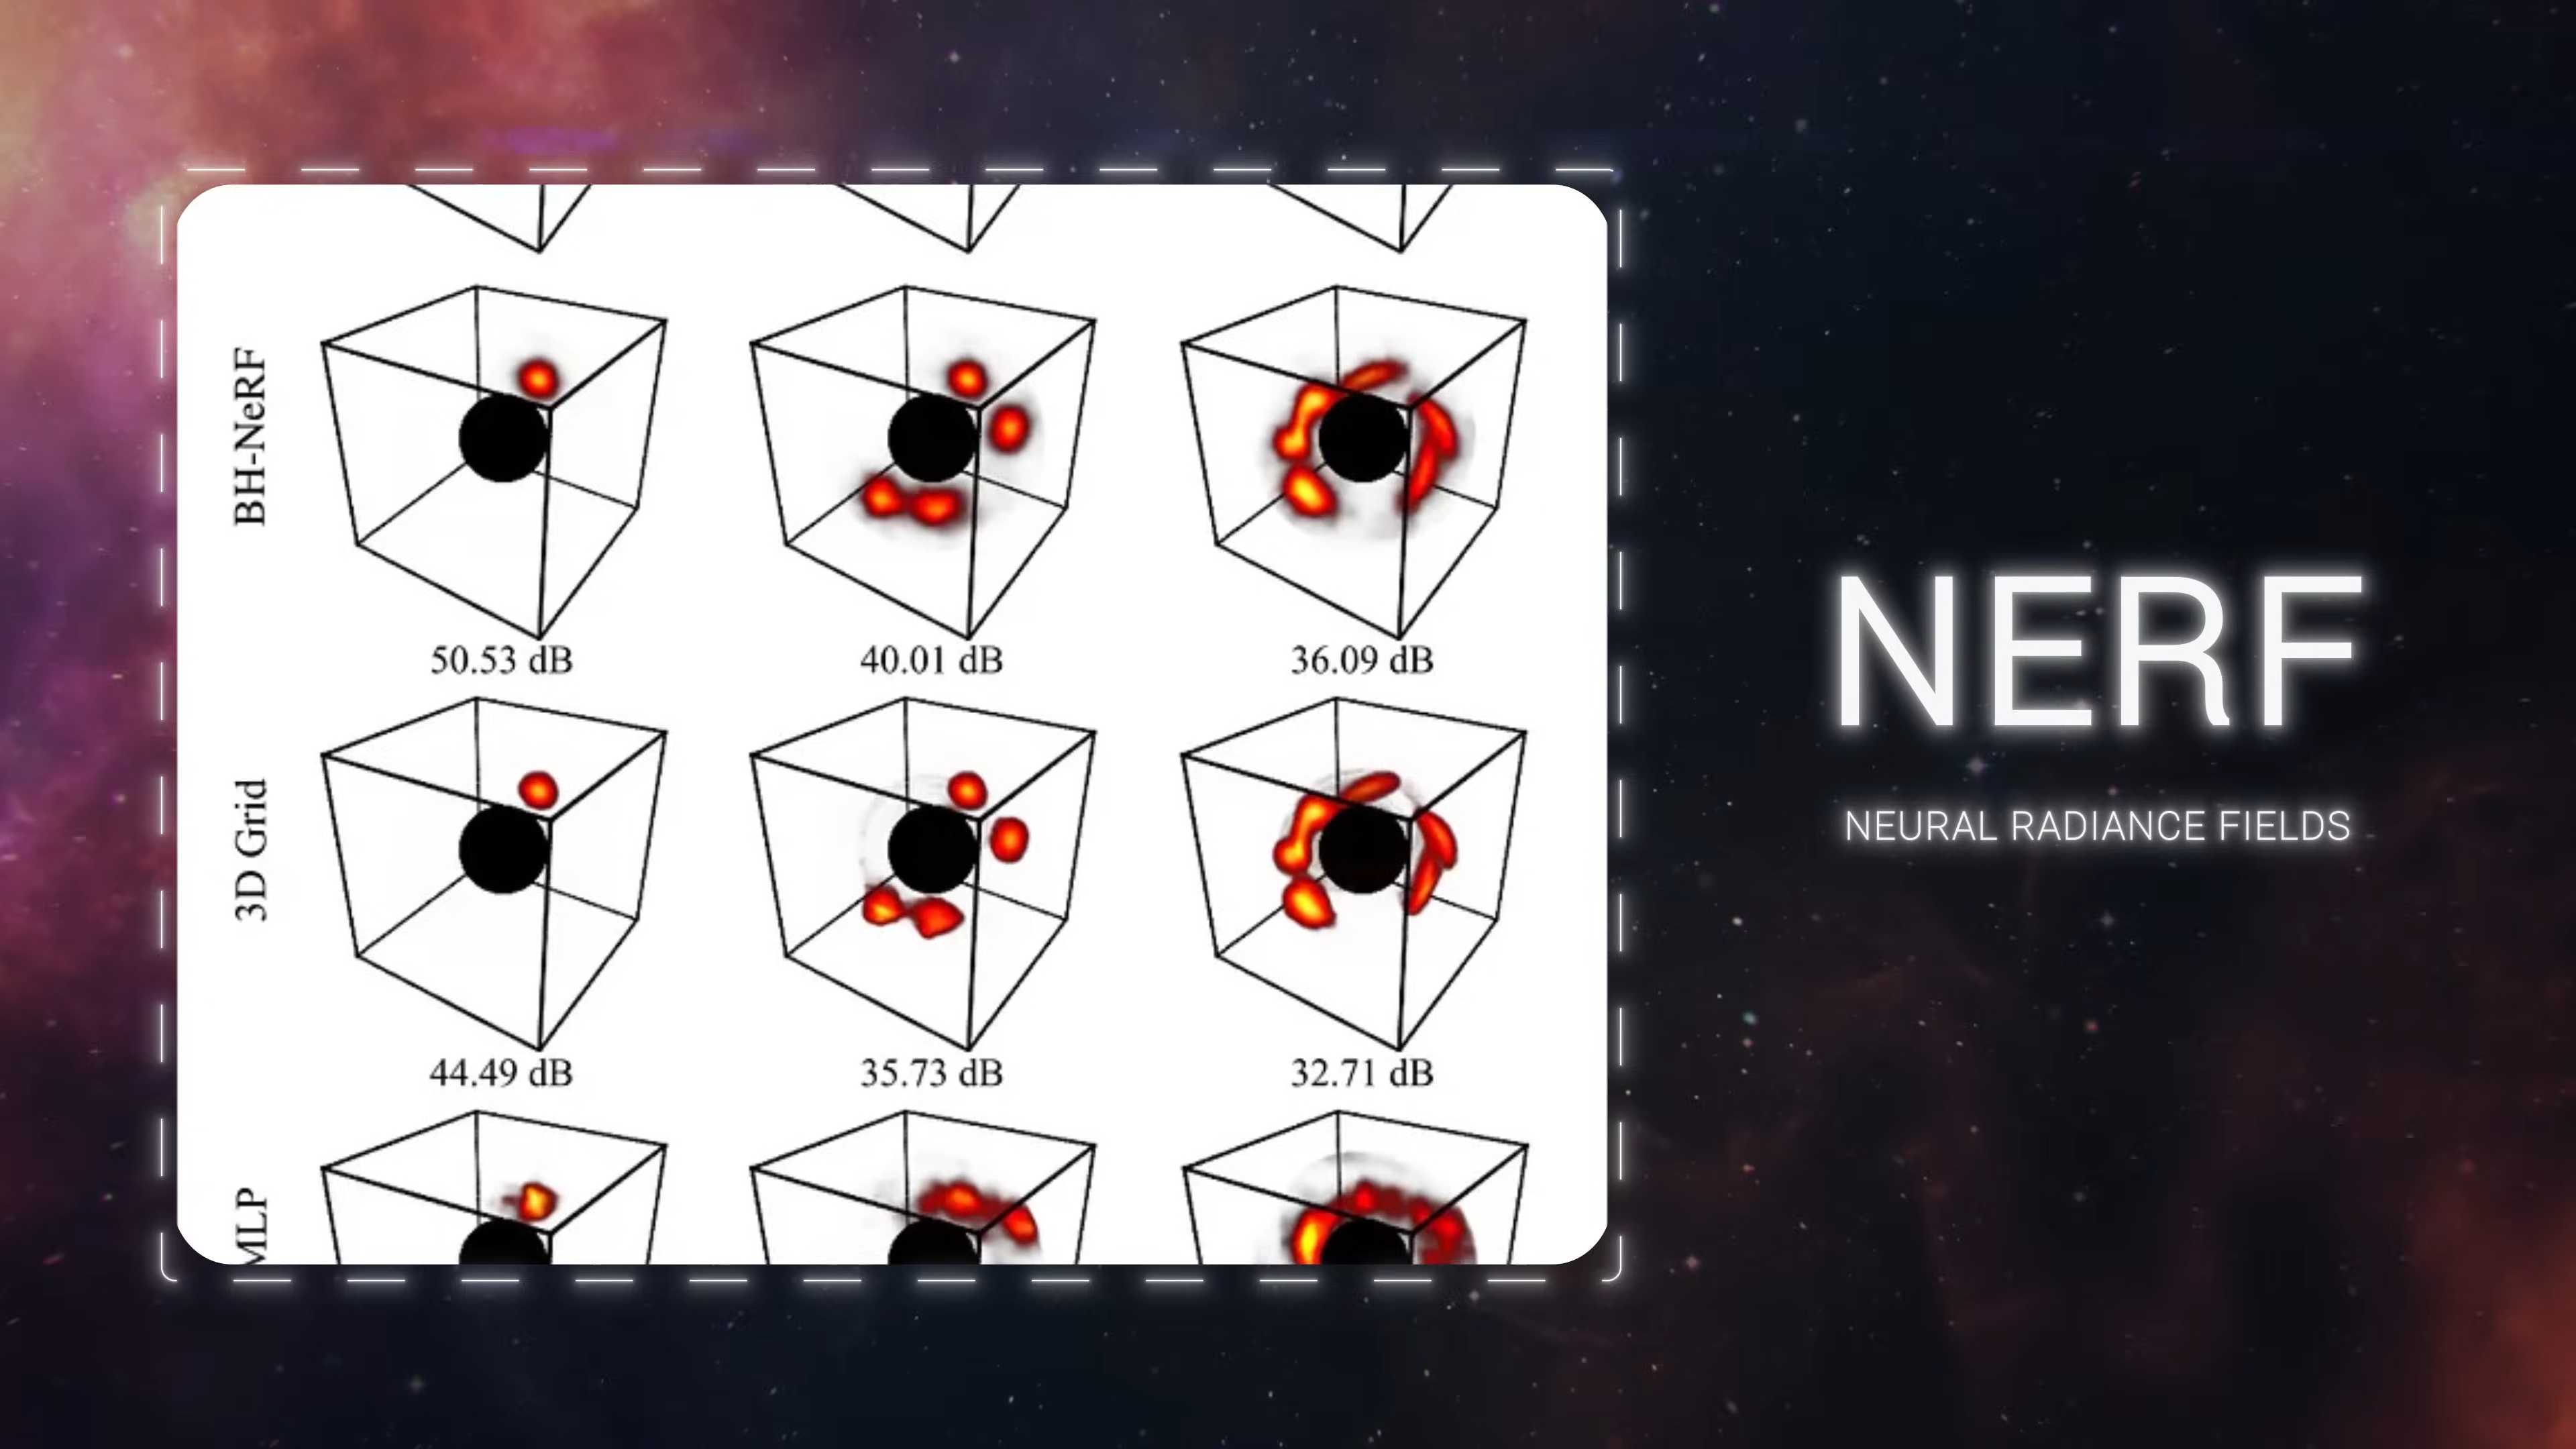 BH-NeRF
50.53 dB
40.01 dB
36.09 dB
3D Grid
44.49 dB
35.73 dB
32.71 dB
MLP
NERF
NEURAL RADIANCE FIELDS